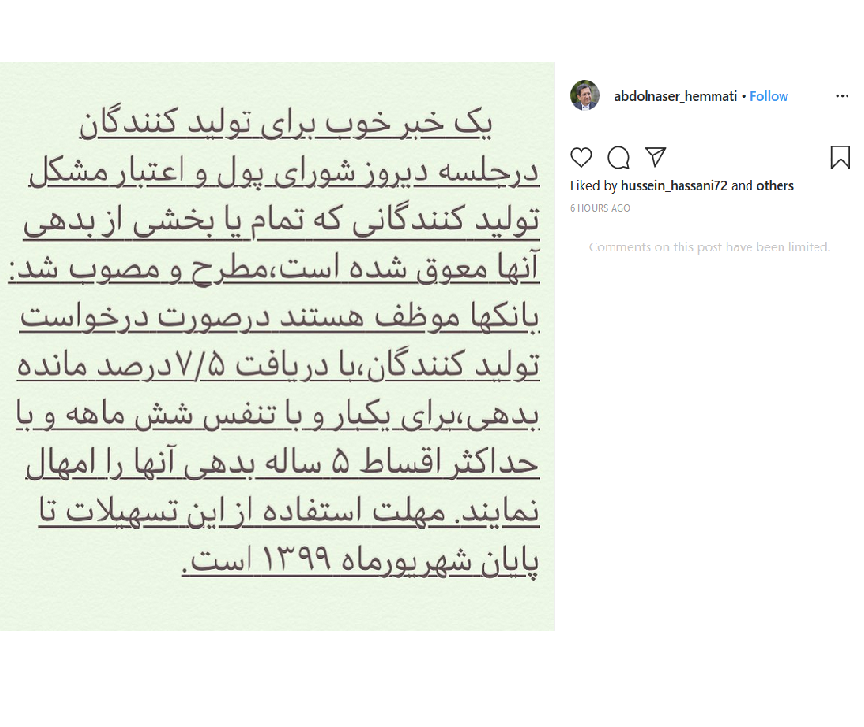 یک خبر خوب برای تولید کنندگان
درجلسه دیروز شورای پول و اعتبار مشکل
تولید کنندگانی که تمام یا بخشی از بدهی
آنها معوق شده است،مطرح و مصوب شد:
بانکها موظف هستند درصورت درخواست
تولید کنندگان،با دریافت ۷/۵درصد مانده
بدهی،برای یکبار و با تنفس شش ماهه و با
حداکثر اقساط ۵ ساله بدهی آنها را امهال
نمایند. مهلت استفاده از این تسهیلات تا
پایان شهریورماه ۱۳۹۹ است.
abdolnaser_hemmati • Follow
Liked by hussein_hassani72 and others
6 HOURS AGO
Comments on this post have been limited.